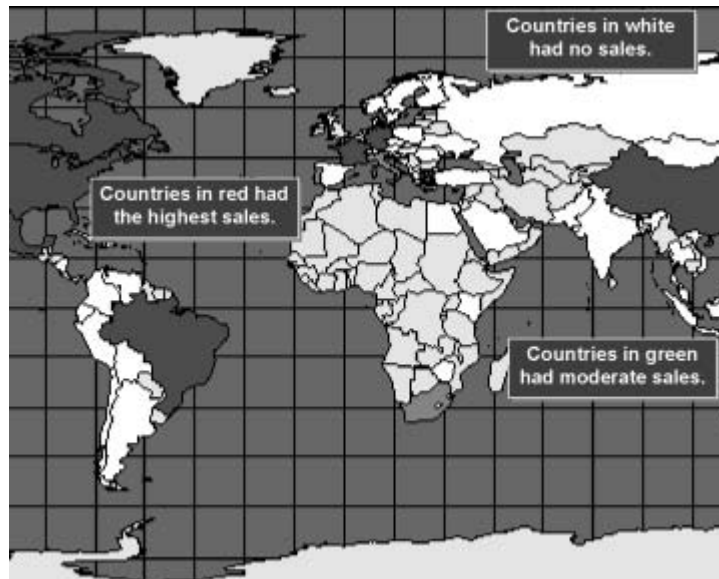 Countries in white
had no sales.
Countries in red had
the highest sales.
Countries in green
had moderate sales.